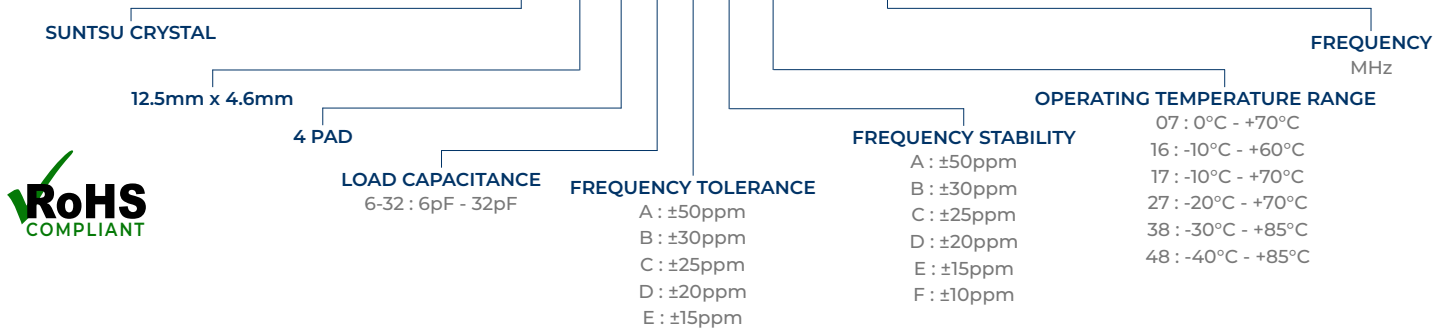 SUNTSU CRYSTAL
12.5mm x 4.6mm
4 PAD
RoHS
COMPLIANT
LOAD CAPACITANCE
6-32 : 6pF - 32pF
FREQUENCY TOLERANCE
A : ±50ppm
B : ±30ppm
C : ±25ppm
D : ±20ppm
E : ±15ppm
FREQUENCY STABILITY
A : ±50ppm
B : ±30ppm
C : ±25ppm
D : ±20ppm
E : ±15ppm
F : ±10ppm
OPERATING TEMPERATURE RANGE
07 : 0°C - +70°C
16 : -10°C - +60°C
17 : -10°C - +70°C
27 : -20°C - +70°C
38 : -30°C - +85°C
48 : -40°C - +85°C
FREQUENCY
MHz